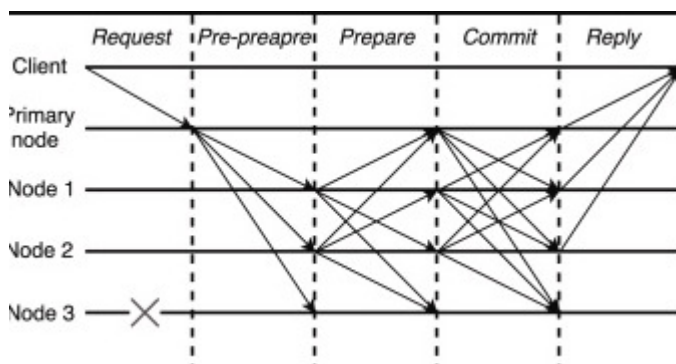 Request Pre-preapre Prepare Commit Reply
Client
Primary
node
Node 1
Node 2
Node 3